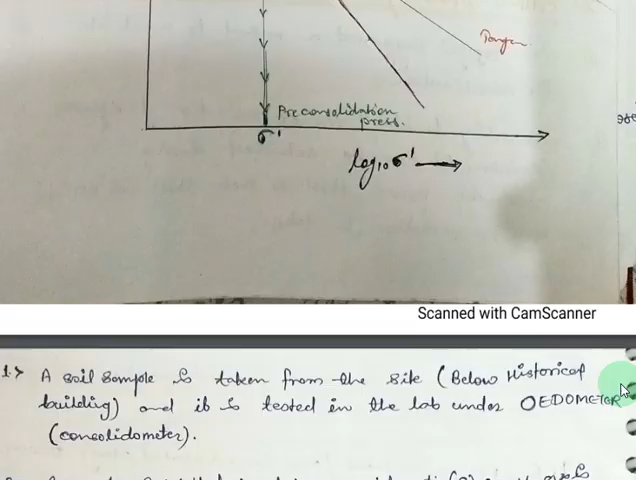 Preconsolidation
press.
σ'
log₁₀ σ'
Scanned with CamScanner
1.> A soil sample is taken from the site (Below Historical
building) and it is tested in the lab under OEDOMETER
(consolidometer).